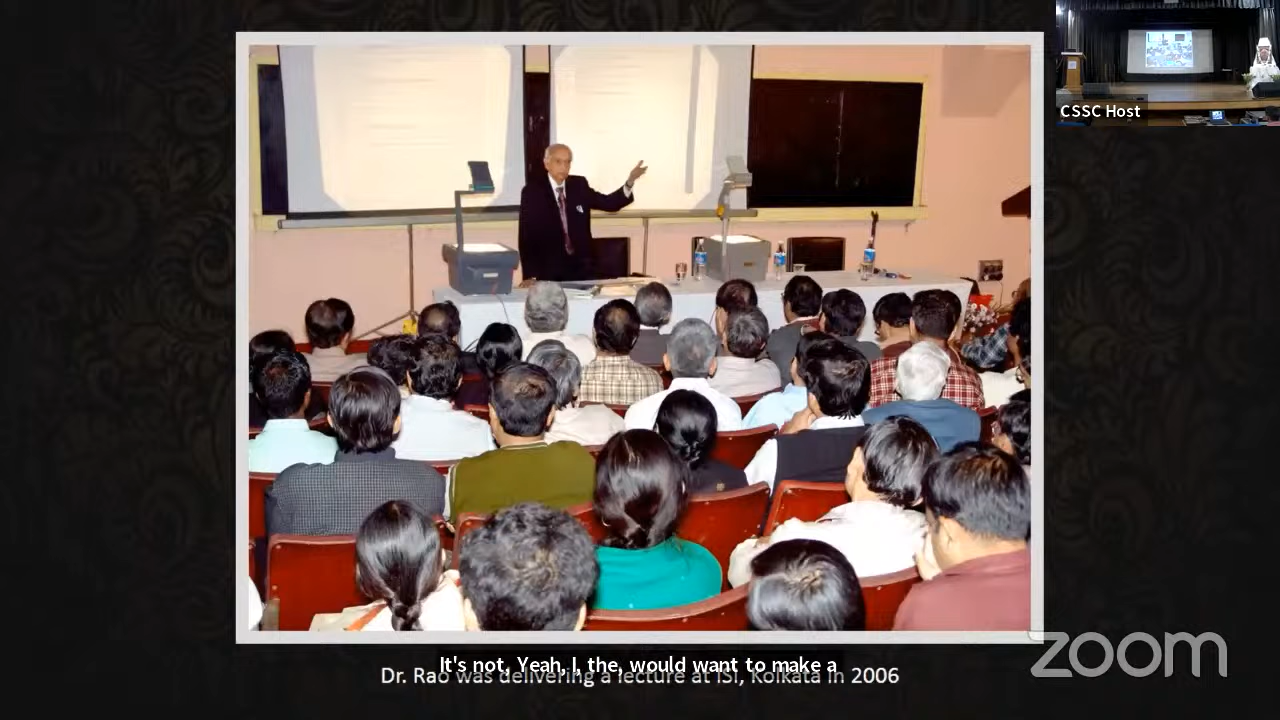 CSSC Host
It's not, Yeah, I, the, would want to make a
Dr. Rao was delivering a lecture at ISI, Kolkata in 2006
zoom